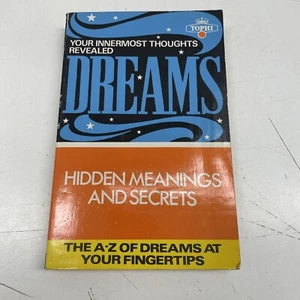 TOPHI
YOUR INNERMOST THOUGHTS
REVEALED
DREAMS
HIDDEN MEANINGS
AND SECRETS
THE A-Z OF DREAMS AT
YOUR FINGERTIPS